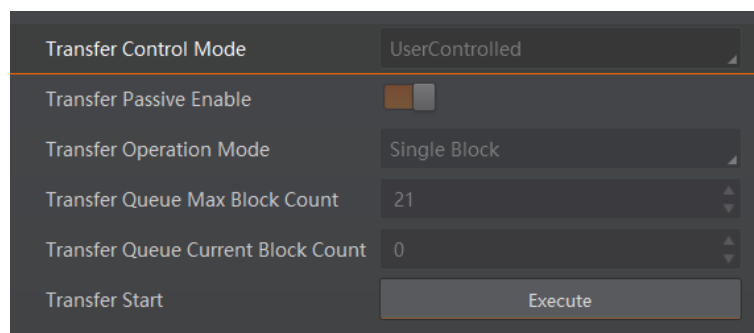 Transfer Control Mode UserControlled
Transfer Passive Enable
Transfer Operation Mode Single Block
Transfer Queue Max Block Count 21
Transfer Queue Current Block Count 0
Transfer Start Execute